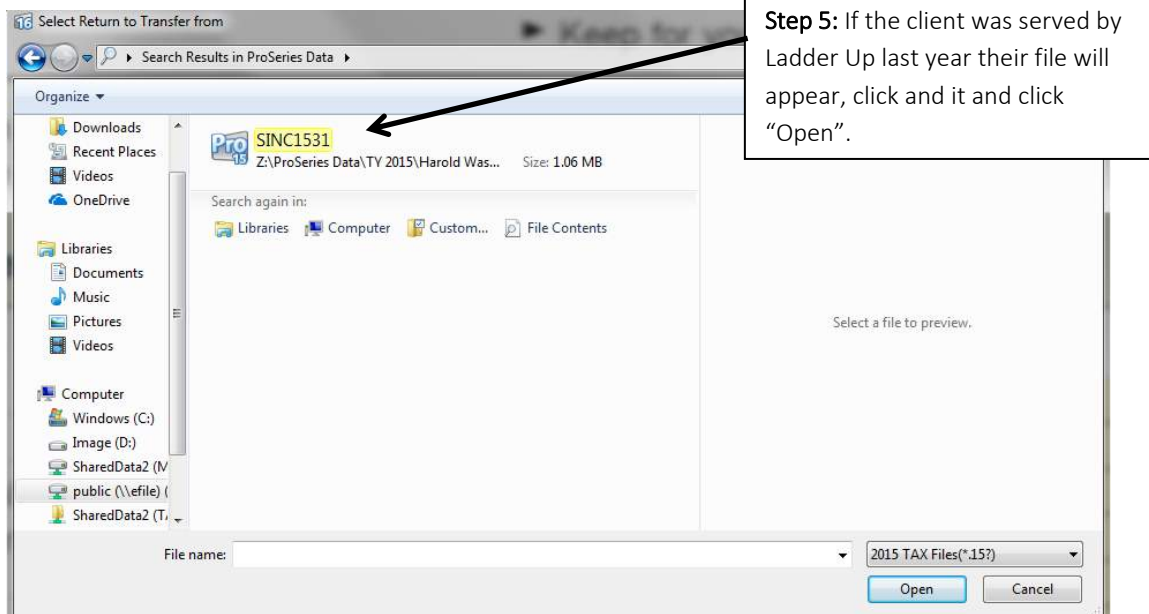 Select Return to Transfer from
Step 5: If the client was served by
Ladder Up last year their file will
appear, click and it and click
“Open”.
Keep for yo
Search Results in ProSeries Data
Organize
Downloads
Recent Places
Videos
OneDrive
Libraries
Documents
Music
Pictures
Videos
Computer
Windows (C:)
Image (D:)
SharedData2 (M
public (\\efile) (
SharedData2 (T
SINC1531
Z:\ProSeries Data\TY 2015\Harold Was... Size: 1.06 MB
Search again in:
Libraries Computer Custom... File Contents
Select a file to preview.
File name: 2015 TAX Files(*.15?)
Open Cancel